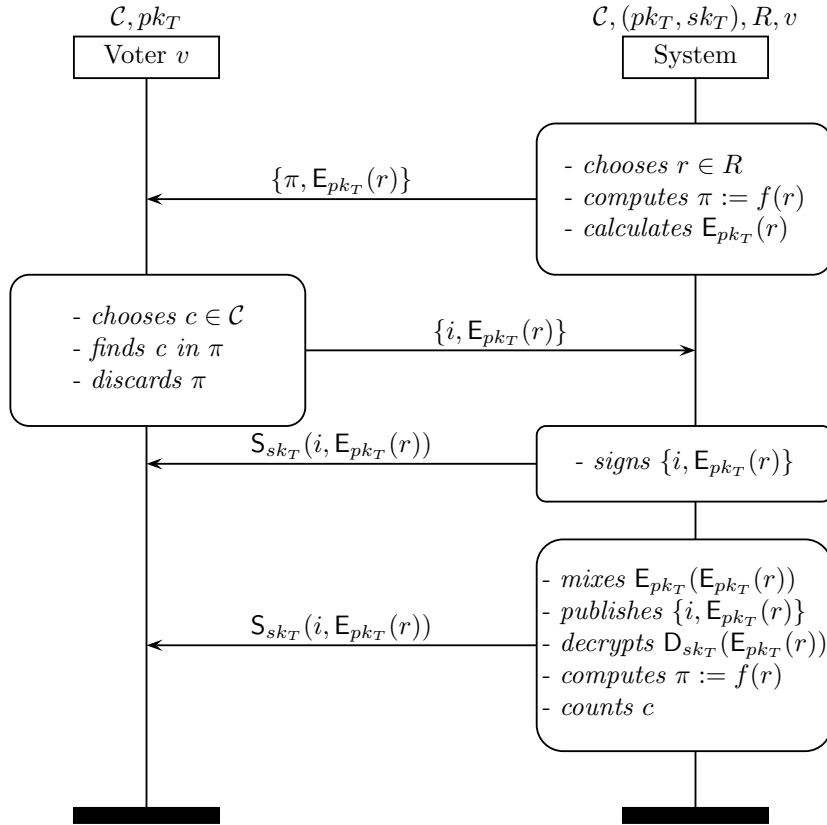 𝒞, pk_T
𝒞, (pk_T, sk_T), R, v
Voter v
System
- chooses r ∈ R
- computes π := f(r)
- calculates E_{pk_T}(r)
{π, E_{pk_T}(r)}
- chooses c ∈ 𝒞
- finds c in π
- discards π
{i, E_{pk_T}(r)}
S_{sk_T}(i, E_{pk_T}(r))
- signs {i, E_{pk_T}(r)}
- mixes E_{pk_T}(E_{pk_T}(r))
- publishes {i, E_{pk_T}(r)}
- decrypts D_{sk_T}(E_{pk_T}(r))
- computes π := f(r)
- counts c
S_{sk_T}(i, E_{pk_T}(r))